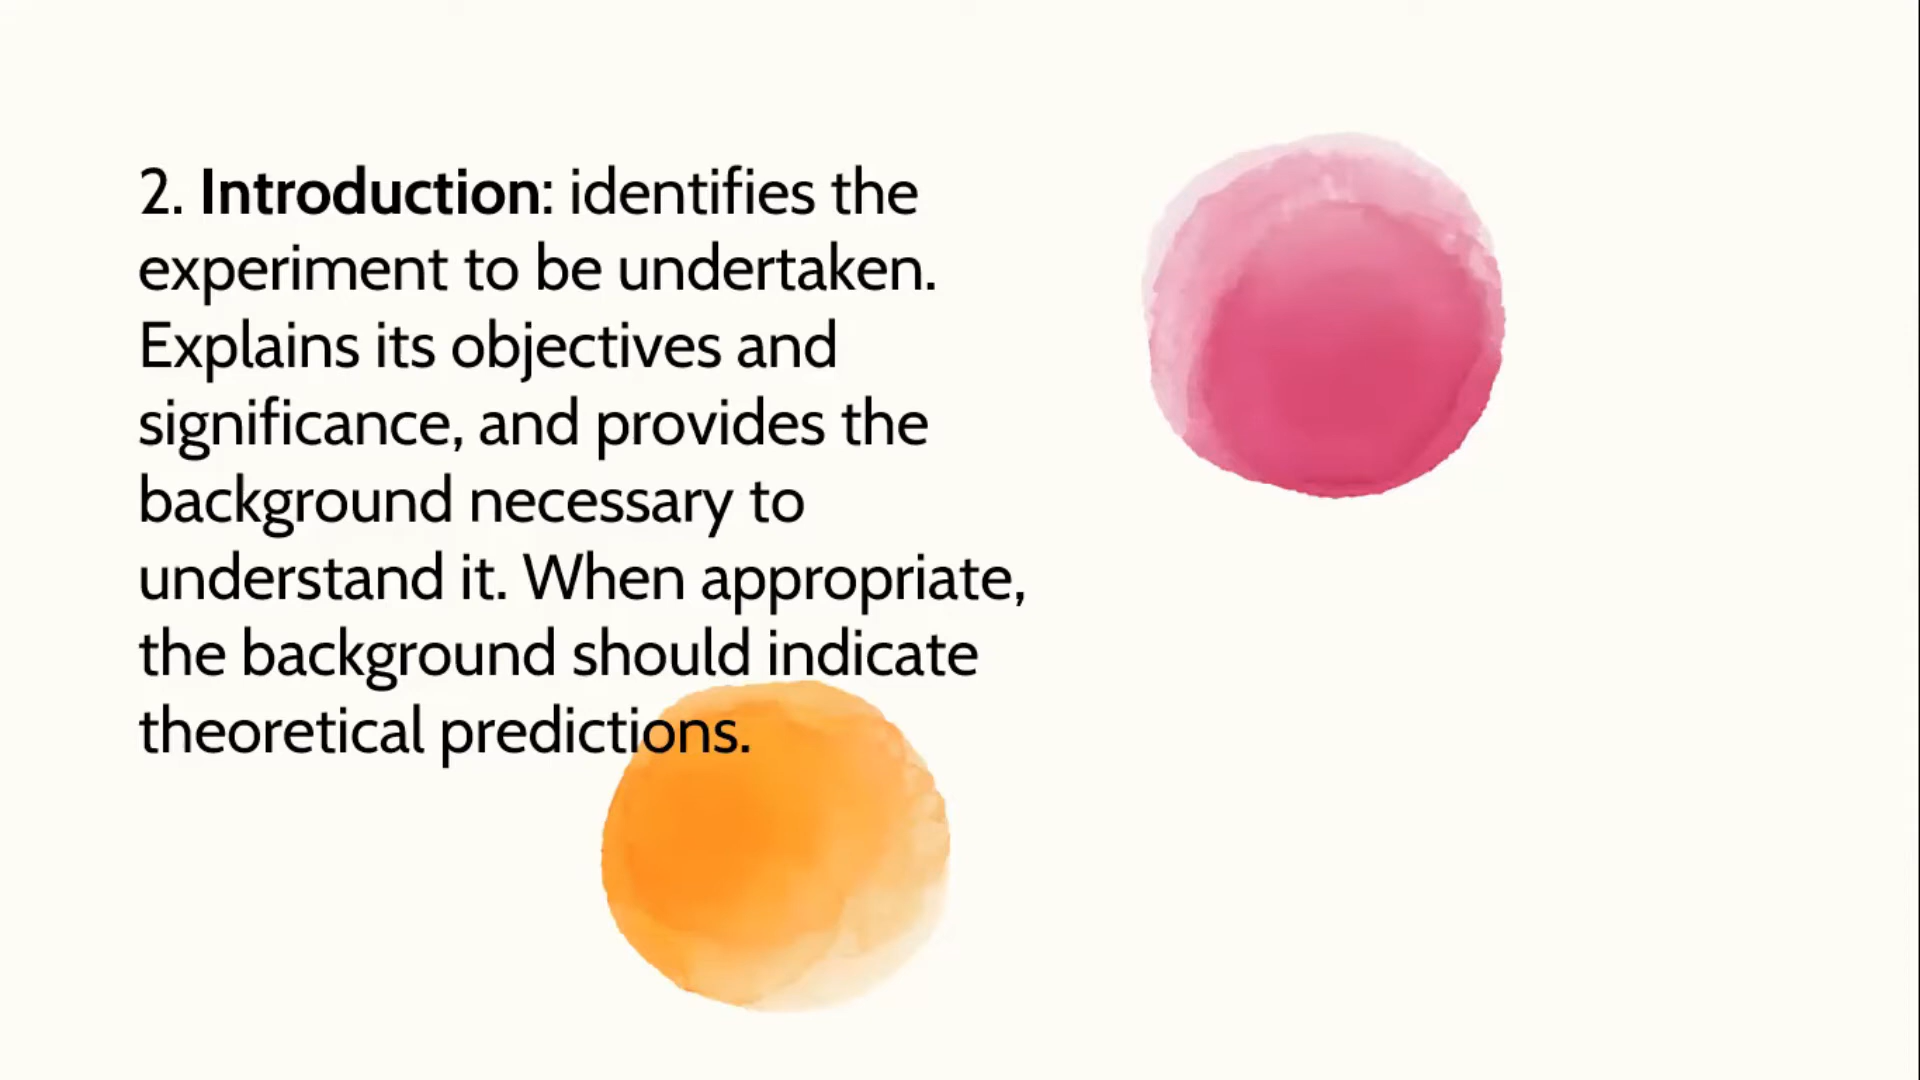 2. Introduction: identifies the
experiment to be undertaken.
Explains its objectives and
significance, and provides the
background necessary to
understand it. When appropriate,
the background should indicate
theoretical predictions.